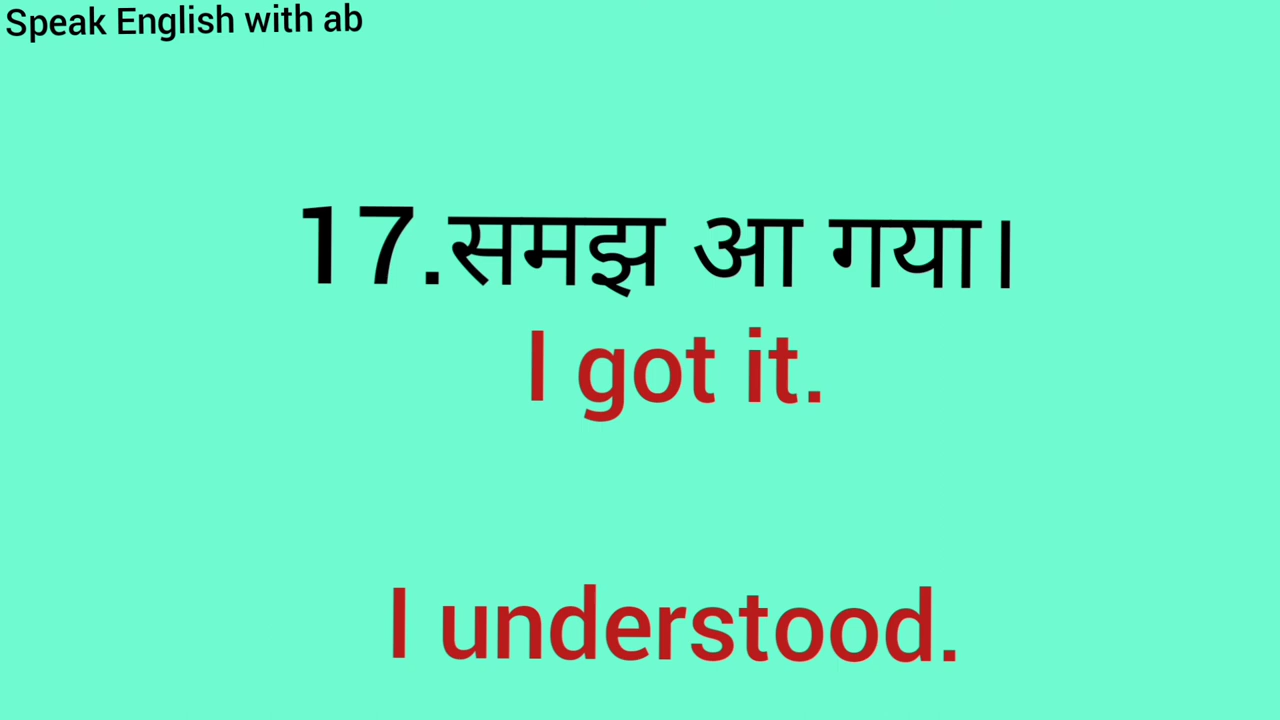 Speak English with ab
17.समझ आ गया।
I got it.
I understood.